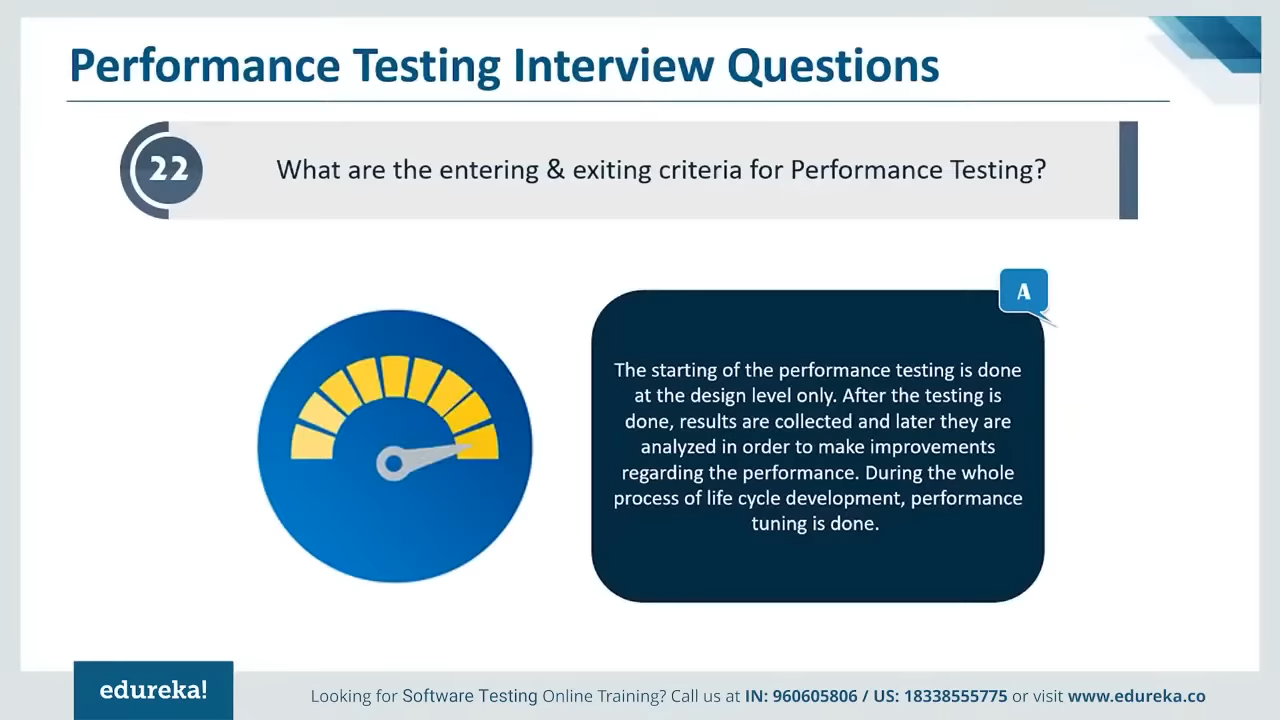 Performance Testing Interview Questions
22
What are the entering & exiting criteria for Performance Testing?
A
The starting of the performance testing is done
at the design level only. After the testing is
done, results are collected and later they are
analyzed in order to make improvements
regarding the performance. During the whole
process of life cycle development, performance
tuning is done.
edureka!
Looking for Software Testing Online Training? Call us at IN: 960605806 / US: 18338555775 or visit www.edureka.co